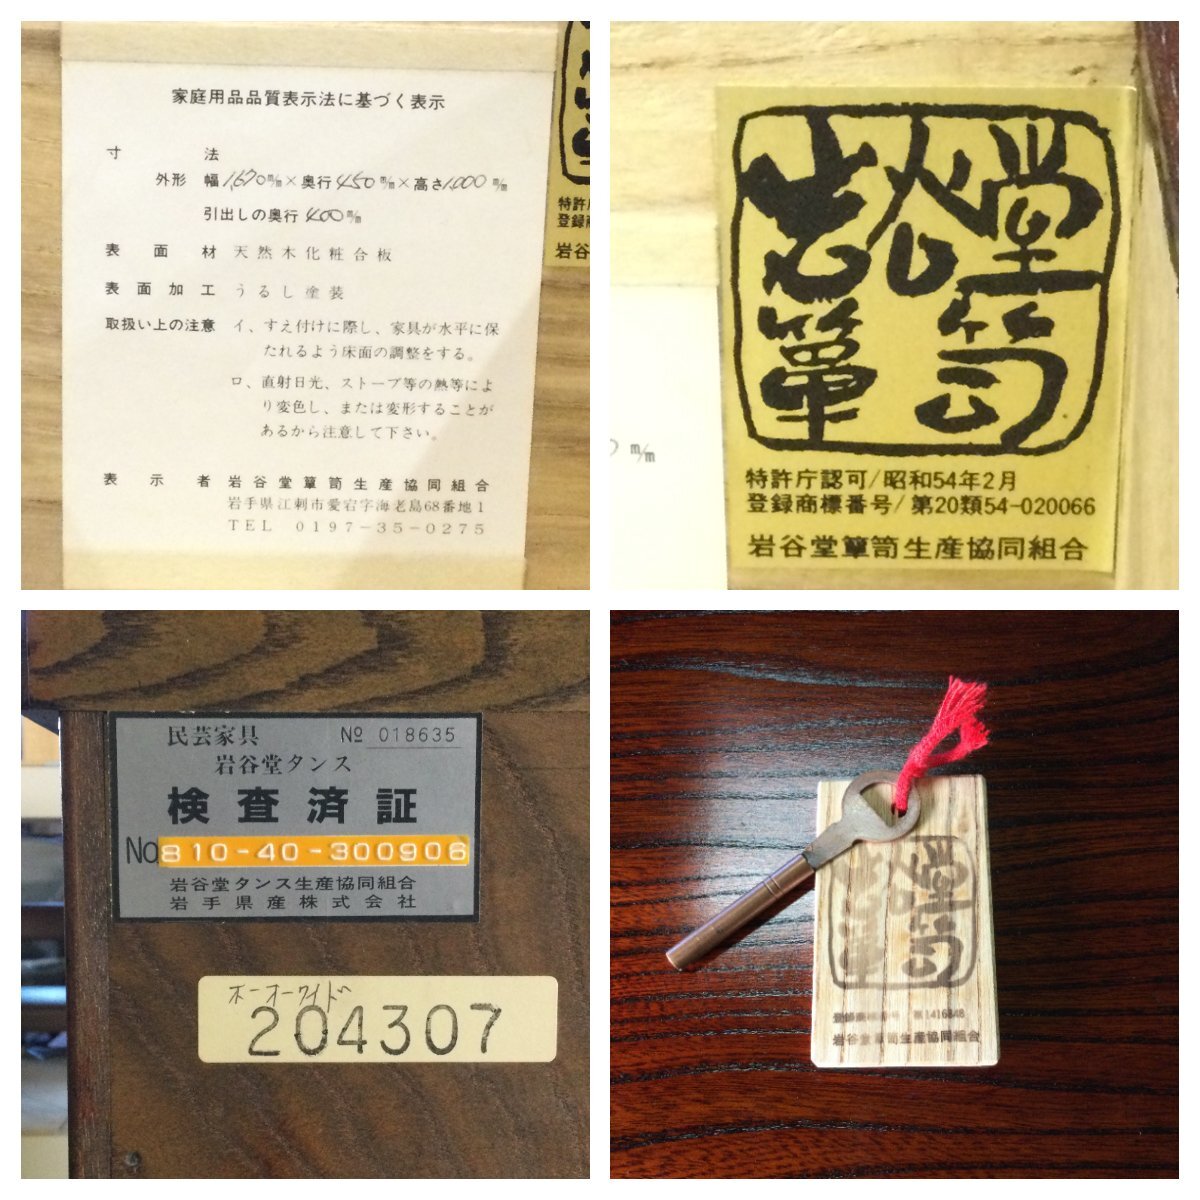 家庭用品品質表示法に基づく表示
寸法
外形 幅1,670㎜×奥行450㎜×高さ1,000㎜
引出しの奥行400㎜
表面材 天然木化粧合板
表面加工 うるし塗装
取扱い上の注意 イ、すえ付けに際し、家具が水平に保
たれるよう床面の調整をする。
ロ、直射日光、ストーブ等の熱等によ
り変色し、または変形することが
あるから注意して下さい。
表示者 岩谷堂簞笥生産協同組合
岩手県江刺市愛宕字海老島68番地1
TEL 0197-35-0275
岩谷堂
簞笥
特許庁認可/昭和54年2月
登録商標番号/第20類54-020066
岩谷堂簞笥生産協同組合
民芸家具 № 018635
岩谷堂タンス
検査済証
No.810-40-300906
岩谷堂タンス生産協同組合
岩手県産株式会社
ホーオーワイド
204307
岩谷堂
簞笥
岩谷堂簞笥生産協同組合